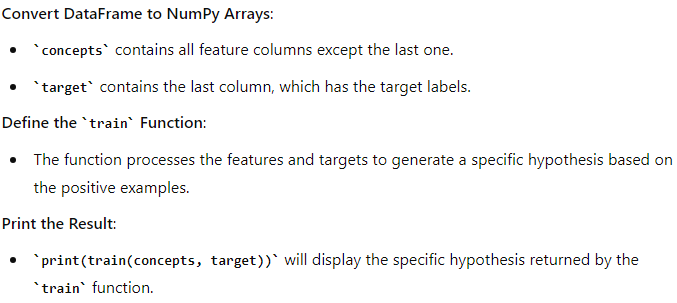 Convert DataFrame to NumPy Arrays:
• `concepts` contains all feature columns except the last one.
• `target` contains the last column, which has the target labels.
Define the `train` Function:
• The function processes the features and targets to generate a specific hypothesis based on
the positive examples.
Print the Result:
• `print(train(concepts, target))` will display the specific hypothesis returned by the
`train` function.